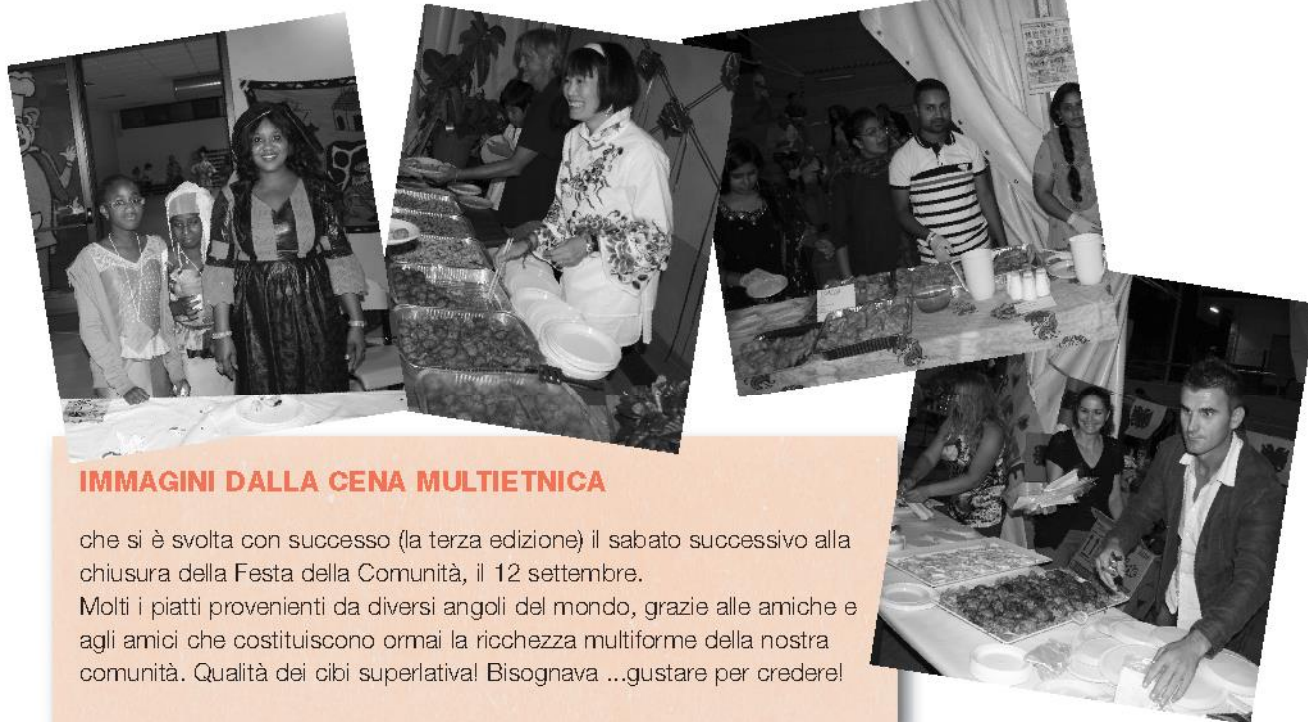 IMMAGINI DALLA CENA MULTIETNICA
che si è svolta con successo (la terza edizione) il sabato successivo alla
chiusura della Festa della Comunità, il 12 settembre.
Molti i piatti provenienti da diversi angoli del mondo, grazie alle amiche e
agli amici che costituiscono ormai la ricchezza multiforme della nostra
comunità. Qualità dei cibi superlativa! Bisognava ...gustare per credere!